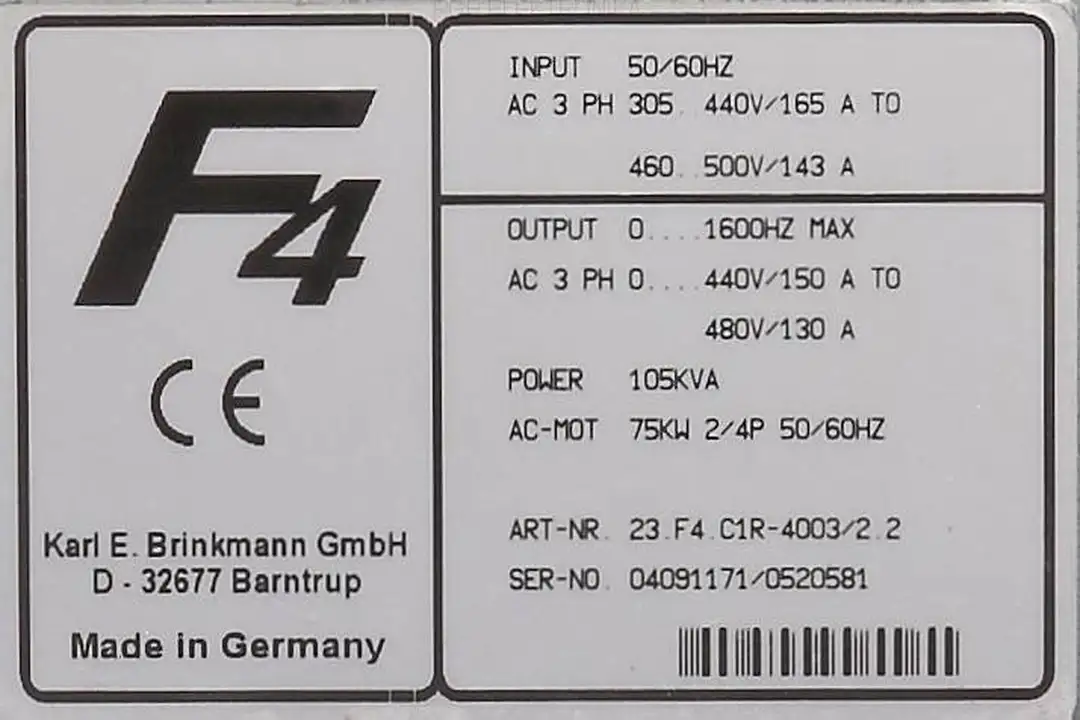 F4
CE
Karl E. Brinkmann GmbH
D - 32677 Barntrup
Made in Germany
INPUT 50/60HZ
AC 3 PH 305..440V/165 A TO
460..500V/143 A
OUTPUT 0....1600HZ MAX
AC 3 PH 0....440V/150 A TO
480V/130 A
POWER 105KVA
AC-MOT 75KW 2/4P 50/60HZ
ART-NR. 23.F4.C1R-4003/2.2
SER-NO. 04091171/0520581